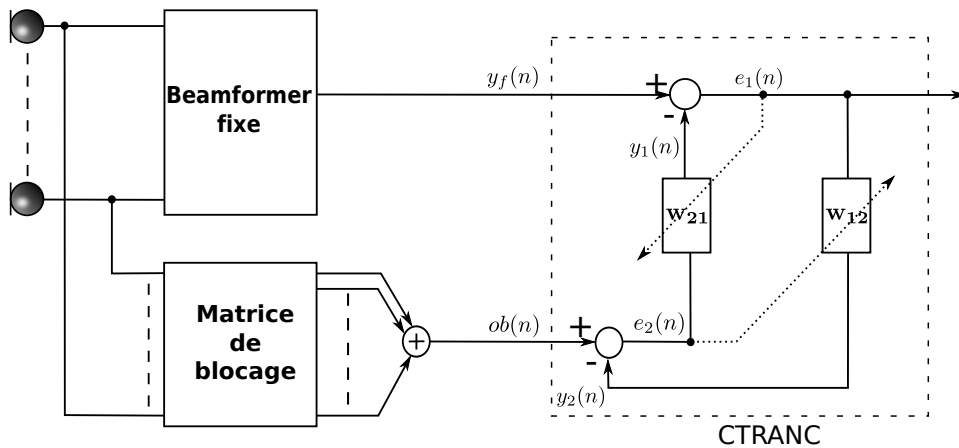 Beamformer
fixe
y_f(n)
+
-
e_1(n)
y_1(n)
w_21
w_12
Matrice
de
blocage
+
ob(n)
+
-
e_2(n)
y_2(n)
CTRANC